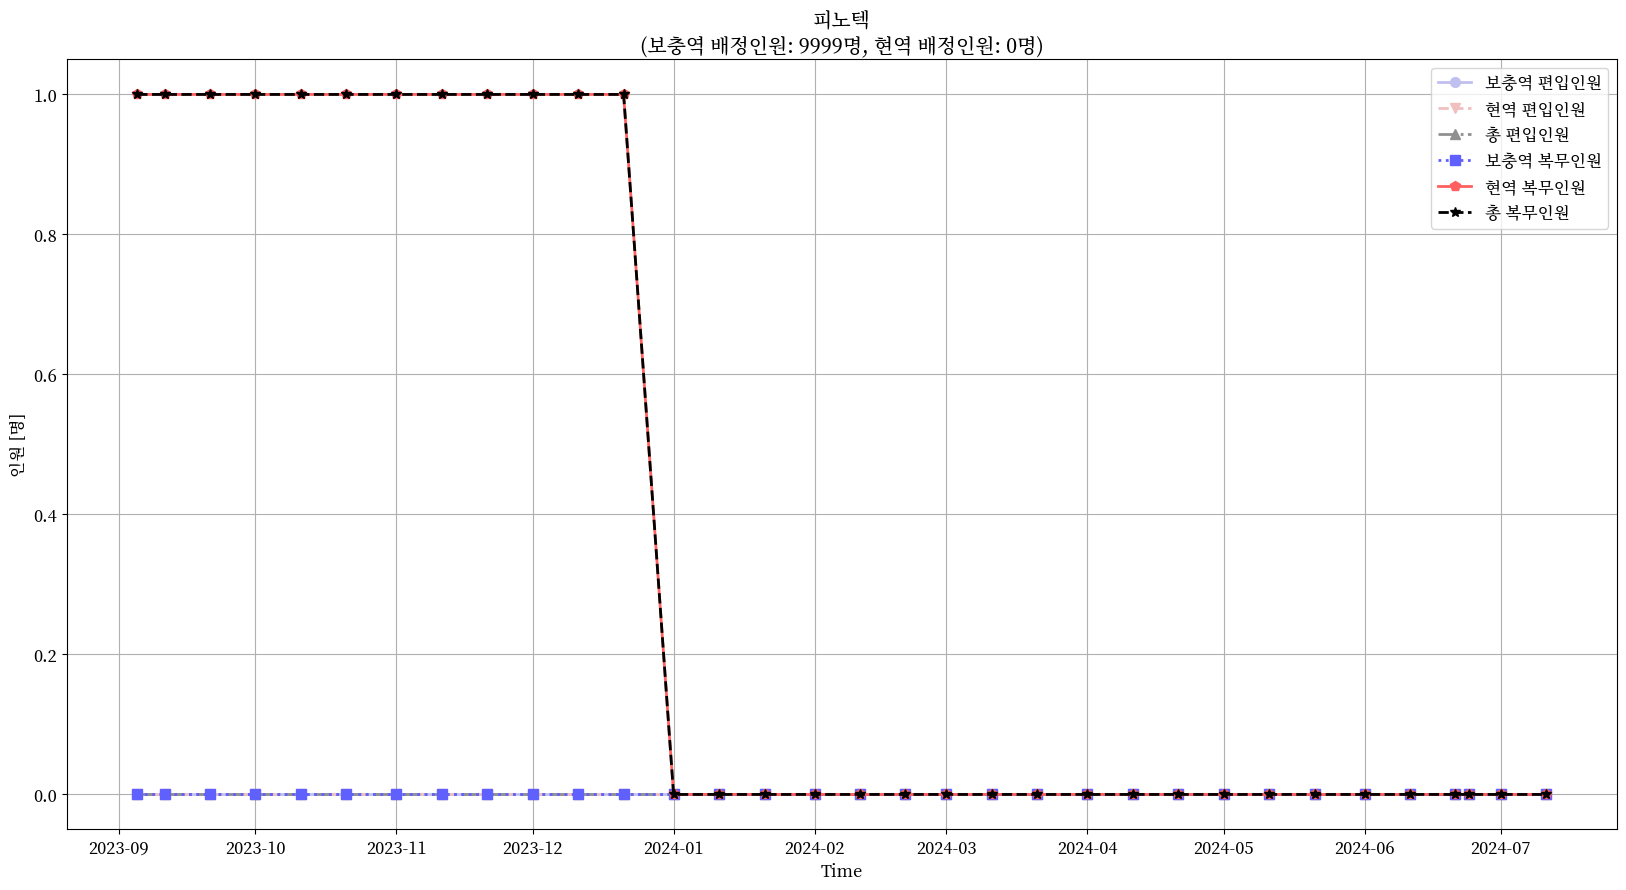 피노텍
(보충역 배정인원: 9999명, 현역 배정인원: 0명)
보충역 편입인원
현역 편입인원
총 편입인원
보충역 복무인원
현역 복무인원
총 복무인원
인원 [명]
1.0
0.8
0.6
0.4
0.2
0.0
2023-09
2023-10
2023-11
2023-12
2024-01
2024-02
2024-03
2024-04
2024-05
2024-06
2024-07
Time